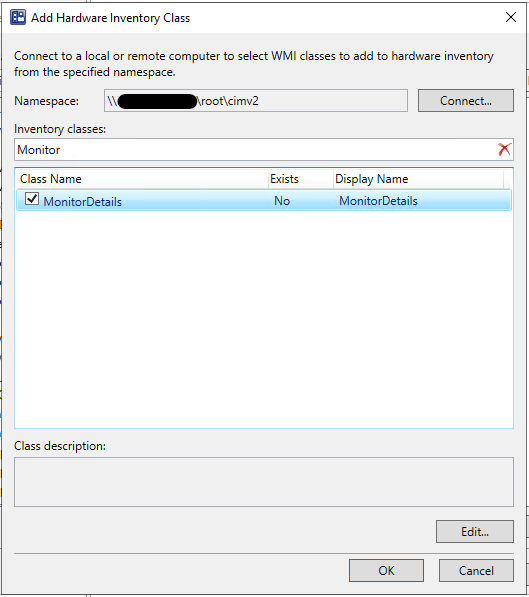 Add Hardware Inventory Class
Connect to a local or remote computer to select WMI classes to add to hardware inventory
from the specified namespace.
Namespace: \\ \root\cimv2 Connect...
Inventory classes:
Monitor
Class Name Exists Display Name
MonitorDetails No MonitorDetails
Class description:
Edit...
OK Cancel